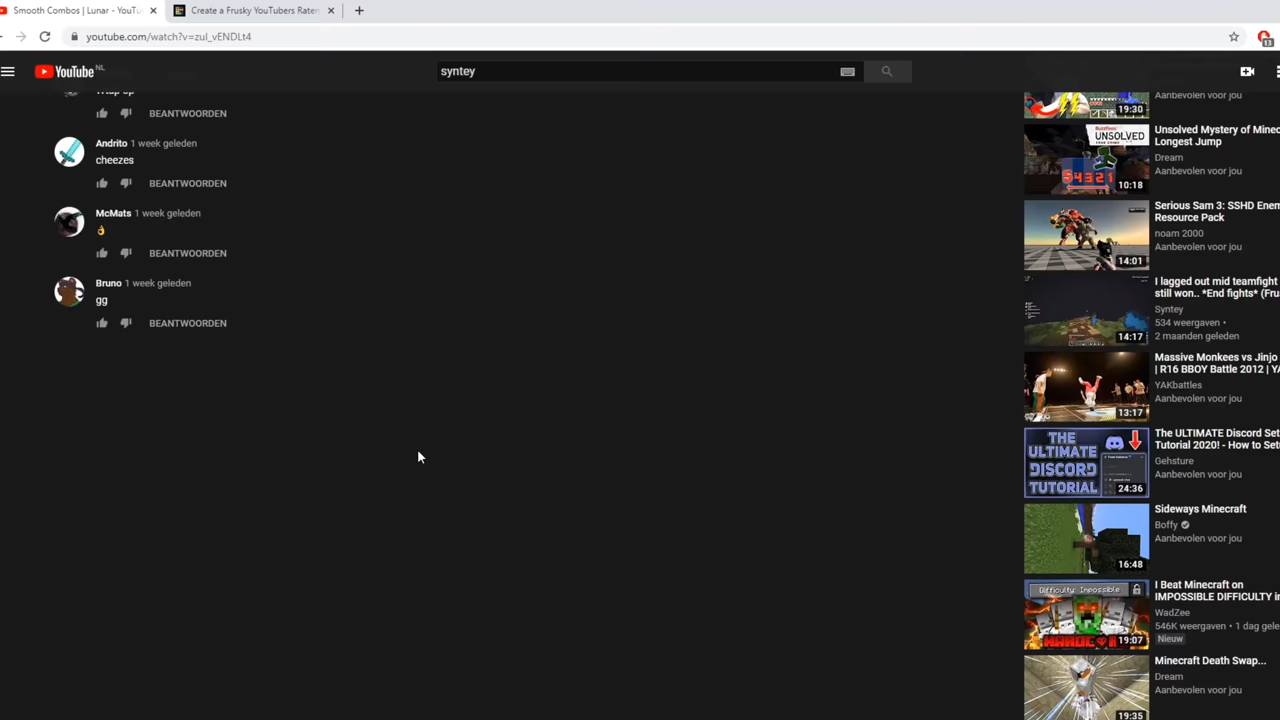 Smooth Combos | Lunar - YouTu
Create a Frusky YouTubers Raten
youtube.com/watch?v=zul_vENDLt4
13
YouTube NL
syntey
BEANTWOORDEN
Andrito 1 week geleden
cheezes
BEANTWOORDEN
McMats 1 week geleden
👌
BEANTWOORDEN
Bruno 1 week geleden
gg
BEANTWOORDEN
Aanbevolen voor jou
19:30
UNSOLVED
10:18
Unsolved Mystery of Minec
Longest Jump
Dream
Aanbevolen voor jou
14:01
Serious Sam 3: SSHD Enem
Resource Pack
noam 2000
Aanbevolen voor jou
14:17
I lagged out mid teamfight
still won.. *End fights* (Fru
Syntey
534 weergaven •
2 maanden geleden
13:17
Massive Monkees vs Jinjo
| R16 BBOY Battle 2012 | YA
YAKbattles
Aanbevolen voor jou
THE
ULTIMATE
DISCORD
TUTORIAL
24:36
The ULTIMATE Discord Set
Tutorial 2020! - How to Setu
Gehsture
Aanbevolen voor jou
16:48
Sideways Minecraft
Boffy
Aanbevolen voor jou
Difficulty: Impossible
19:07
I Beat Minecraft on
IMPOSSIBLE DIFFICULTY in
WadZee
546K weergaven • 1 dag gele
Nieuw
19:35
Minecraft Death Swap...
Dream
Aanbevolen voor jou